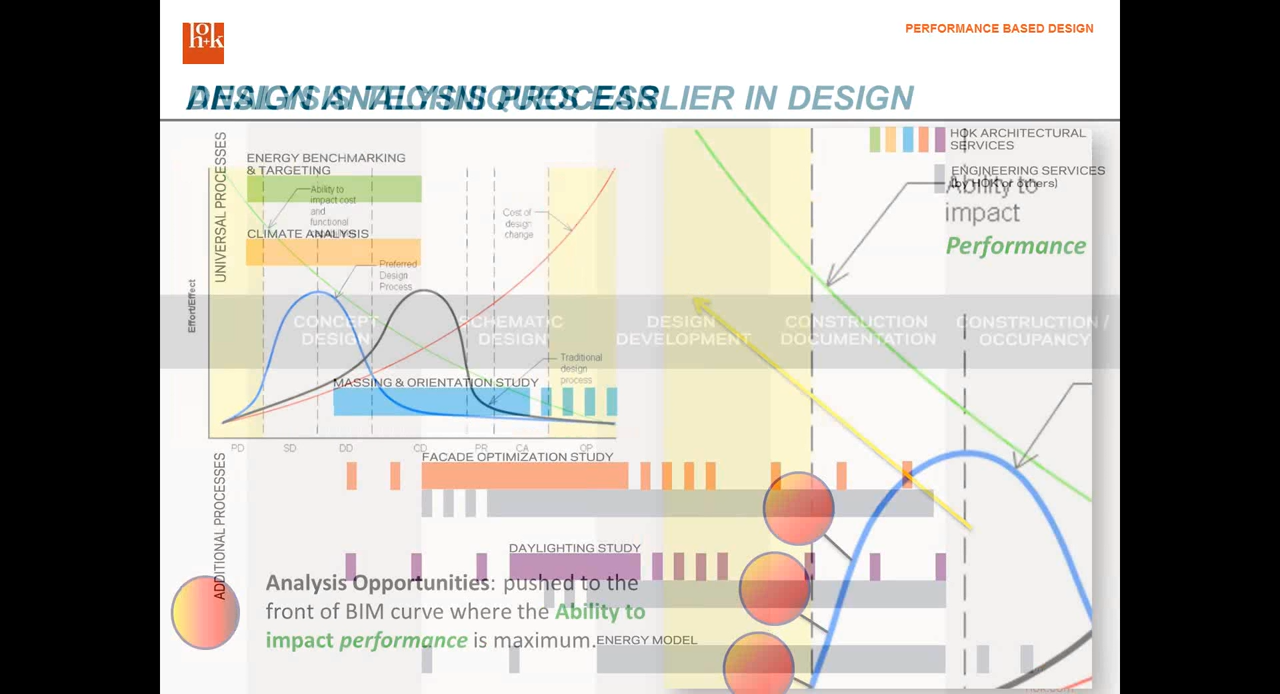 ho
h+k
PERFORMANCE BASED DESIGN
DESIGN ANALYSIS PROCESS
ANALYSIS TECHNIQUES EARLIER IN DESIGN
UNIVERSAL PROCESSES
ENERGY BENCHMARKING
& TARGETING
Ability to
impact cost
and
functional
CLIMATE ANALYSIS
Preferred
Design
Process
Cost of
design
change
HOK ARCHITECTURAL
SERVICES
ENGINEERING SERVICES
(by HOK or others)
Ability to
impact
Performance
Effort/Effect
CONCEPT
DESIGN
SCHEMATIC
DESIGN
DESIGN
DEVELOPMENT
CONSTRUCTION
DOCUMENTATION
CONSTRUCTION /
OCCUPANCY
Traditional
design
process
MASSING & ORIENTATION STUDY
PD SD DD CD PR CA OP
ADDITIONAL PROCESSES
FACADE OPTIMIZATION STUDY
DAYLIGHTING STUDY
Analysis Opportunities: pushed to the
front of BIM curve where the Ability to
impact performance is maximum.
ENERGY MODEL